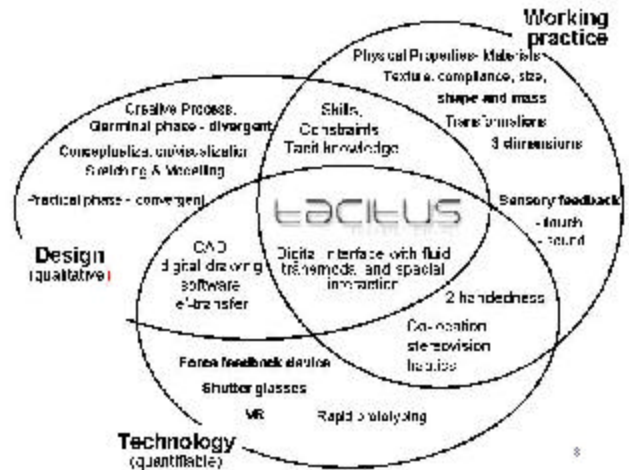 Working
practice
Physical Properties- Materials
Texture, compliance, size,
shape and mass
Transformations
3 dimensions
Sensory feedback
- touch
- sound
Creative Process,
Germinal phase - divergent
Conceptualization/visualization
Sketching & Modelling
Practical phase - convergent
Skills,
Constraints
Tacit knowledge
tacitus
Digital interface with fluid
transmodal and spacial
interaction
Design
(qualitative)
CAD
digital drawing
software
2 handedness
Co-location
stereovision
haptics
Force feedback device
Shutter glasses
VR
Rapid prototyping
Technology
(quantifiable)